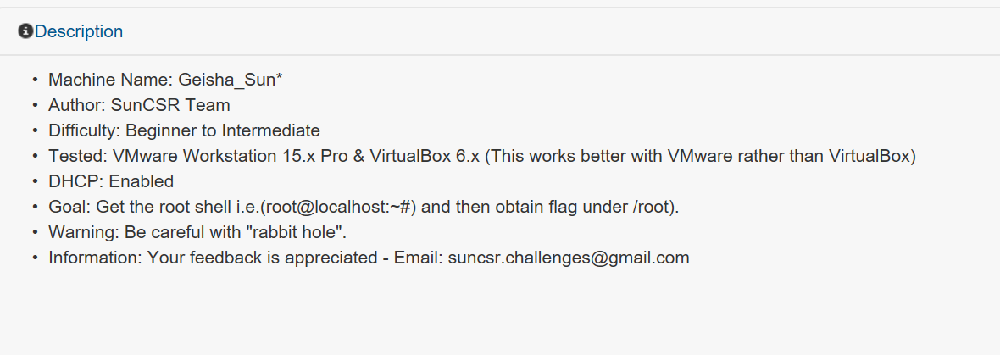 Description
• Machine Name: Geisha_Sun*
• Author: SunCSR Team
• Difficulty: Beginner to Intermediate
• Tested: VMware Workstation 15.x Pro & VirtualBox 6.x (This works better with VMware rather than VirtualBox)
• DHCP: Enabled
• Goal: Get the root shell i.e.(root@localhost:~#) and then obtain flag under /root).
• Warning: Be careful with "rabbit hole".
• Information: Your feedback is appreciated - Email: suncsr.challenges@gmail.com